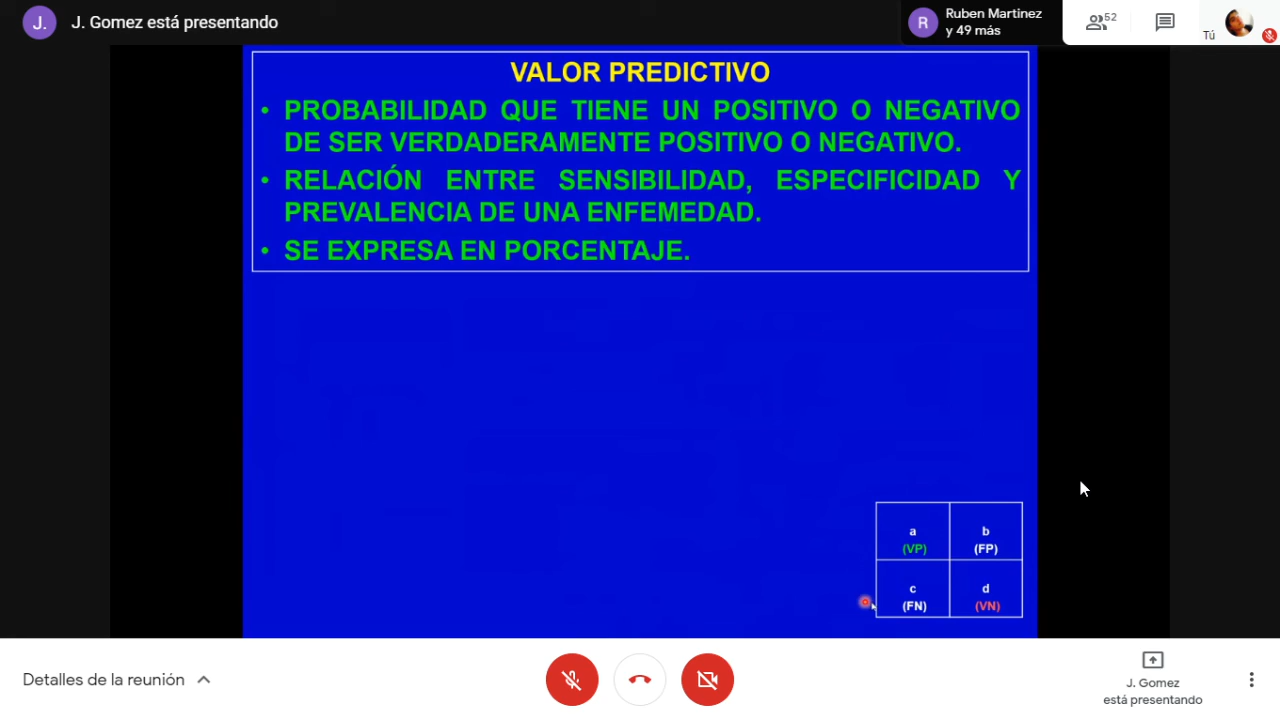 J. J. Gomez está presentando
R Ruben Martinez
y 49 más
52
Tú
VALOR PREDICTIVO
• PROBABILIDAD QUE TIENE UN POSITIVO O NEGATIVO
DE SER VERDADERAMENTE POSITIVO O NEGATIVO.
• RELACIÓN ENTRE SENSIBILIDAD, ESPECIFICIDAD Y
PREVALENCIA DE UNA ENFEMEDAD.
• SE EXPRESA EN PORCENTAJE.
a b
(VP) (FP)
c d
(FN) (VN)
Detalles de la reunión
J. Gomez
está presentando